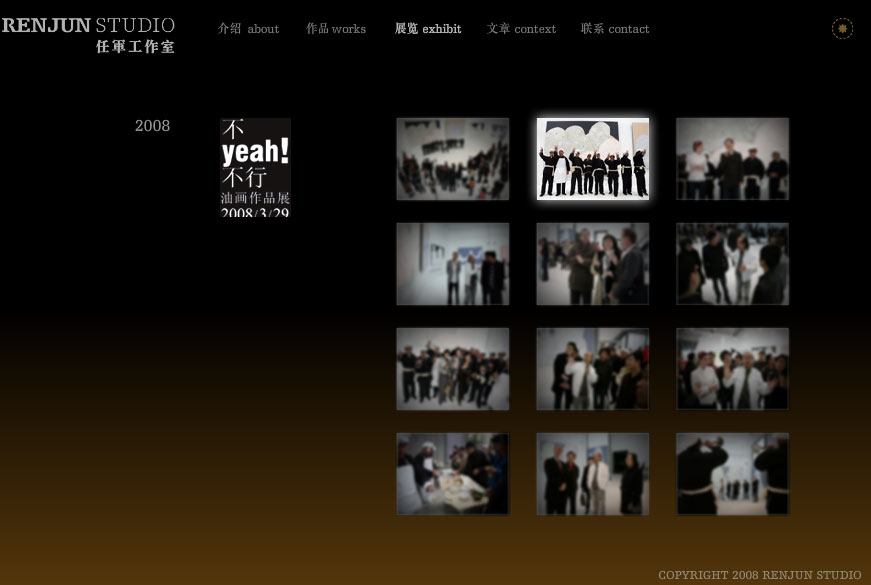 RENJUN STUDIO
任軍工作室
介绍 about
作品 works
展览 exhibit
文章 context
联系 contact
2008
不
yeah!
不行
油画作品展
2008/3/29
COPYRIGHT 2008 RENJUN STUDIO